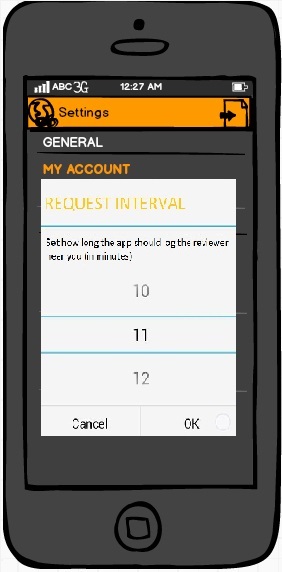 ABC 3G 12:27 AM
Settings
GENERAL
MY ACCOUNT
REQUEST INTERVAL
Set how long the app should log the reviewer
near you (in minutes)
10
11
12
Cancel OK